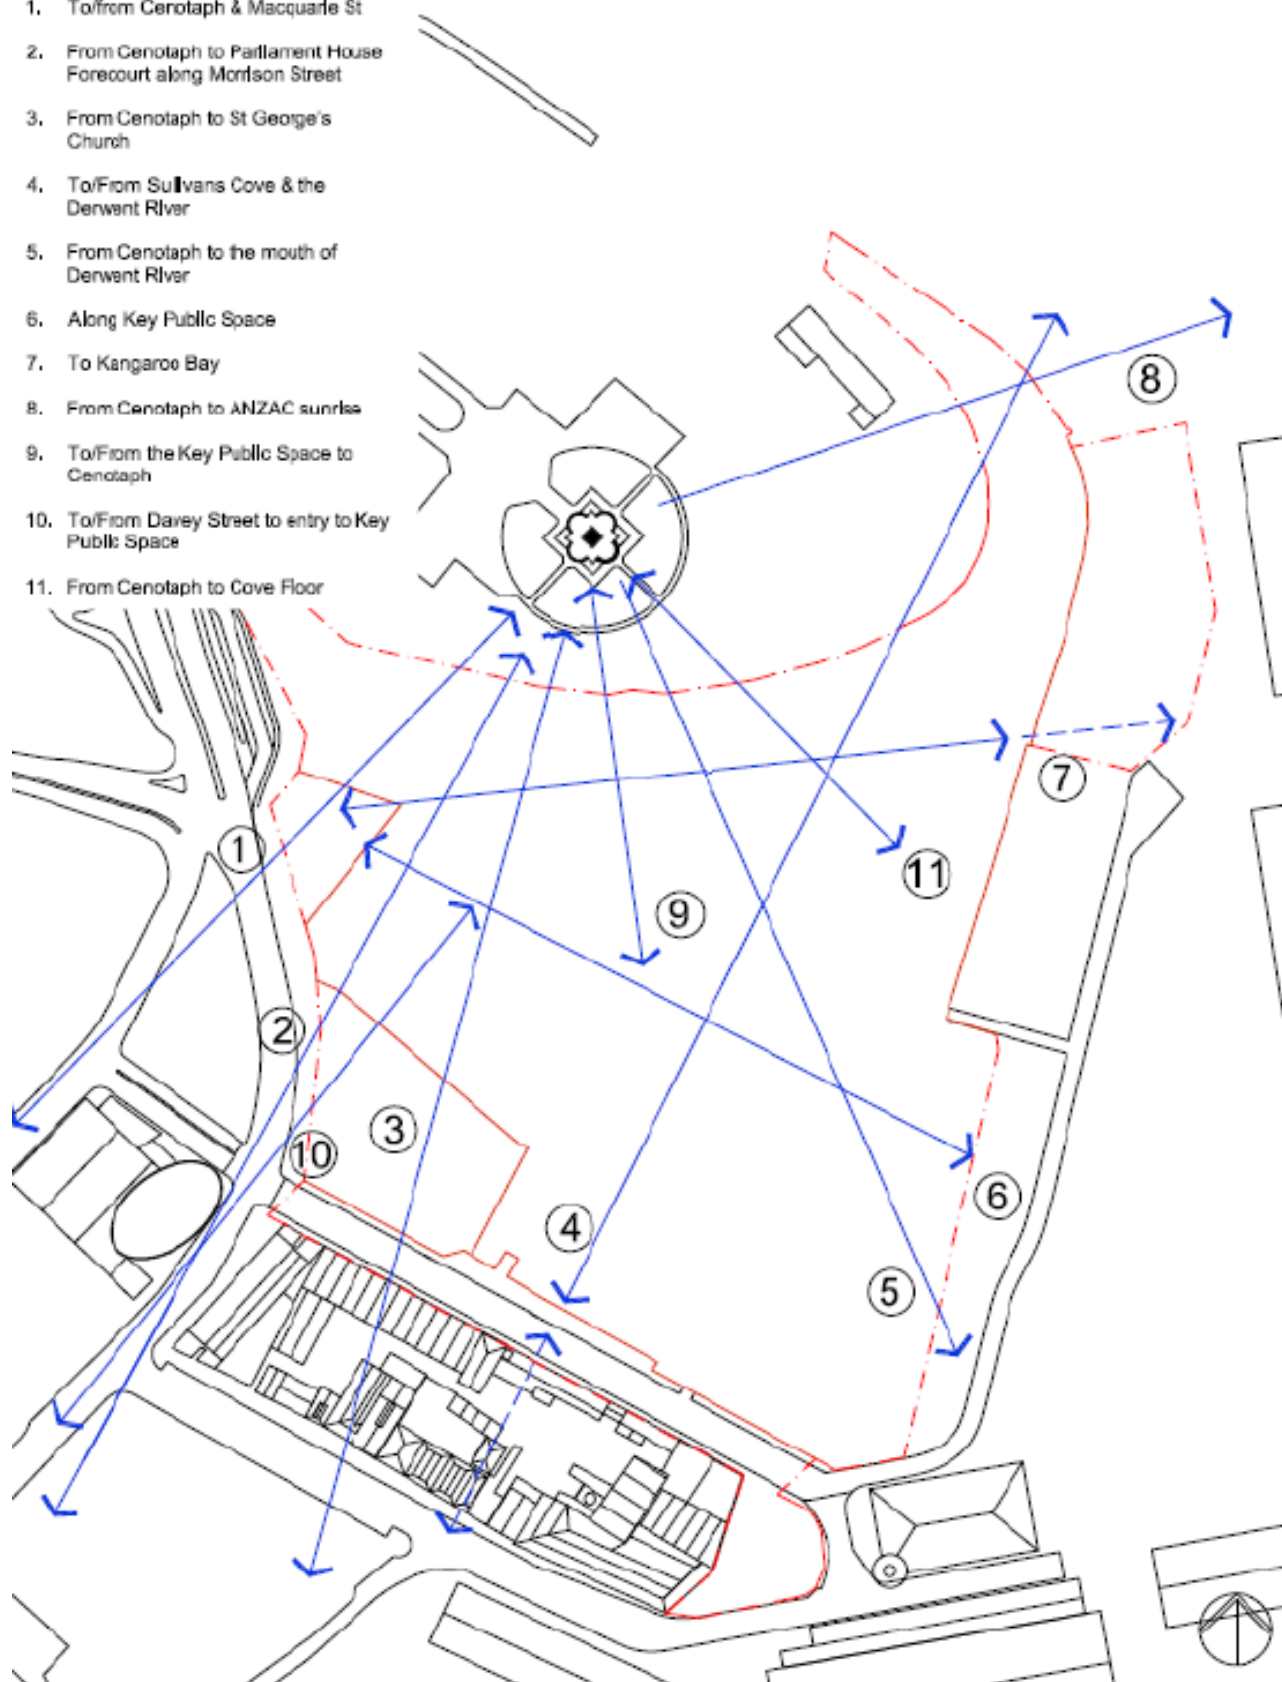 1. To/from Cenotaph & Macquarie St
2. From Cenotaph to Parliament House
Forecourt along Morrison Street
3. From Cenotaph to St George's
Church
4. To/From Sullivans Cove & the
Derwent River
5. From Cenotaph to the mouth of
Derwent River
6. Along Key Public Space
7. To Kangaroo Bay
8. From Cenotaph to ANZAC sunrise
9. To/From the Key Public Space to
Cenotaph
10. To/From Davey Street to entry to Key
Public Space
11. From Cenotaph to Cove Floor
8
7
1
11
9
2
3
10
6
4
5